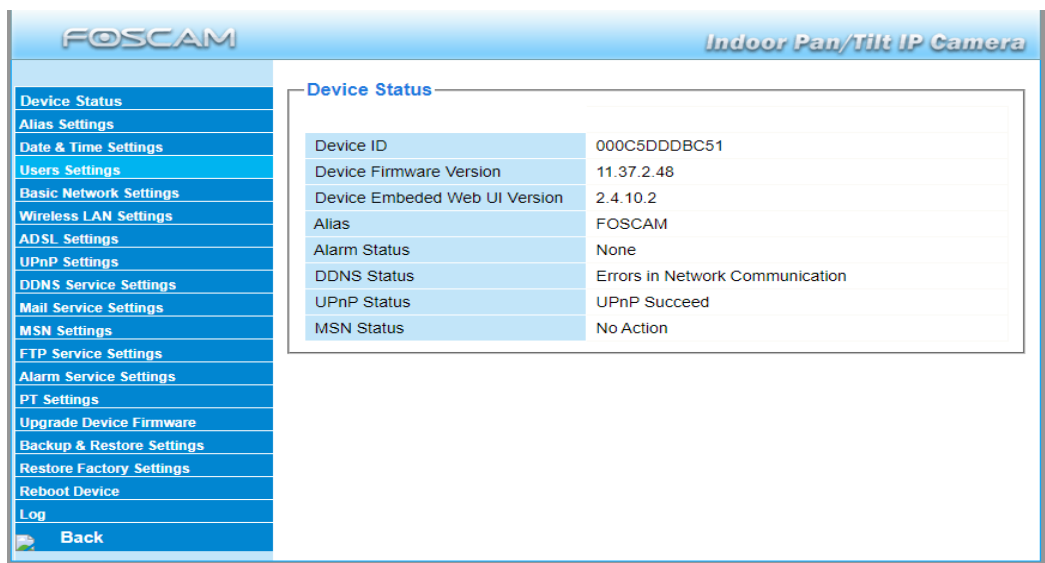 FOSCAM
Indoor Pan/Tilt IP Camera
Device Status
Alias Settings
Date & Time Settings
Users Settings
Basic Network Settings
Wireless LAN Settings
ADSL Settings
UPnP Settings
DDNS Service Settings
Mail Service Settings
MSN Settings
FTP Service Settings
Alarm Service Settings
PT Settings
Upgrade Device Firmware
Backup & Restore Settings
Restore Factory Settings
Reboot Device
Log
Back
Device Status
Device ID 000C5DDDBC51
Device Firmware Version 11.37.2.48
Device Embeded Web UI Version 2.4.10.2
Alias FOSCAM
Alarm Status None
DDNS Status Errors in Network Communication
UPnP Status UPnP Succeed
MSN Status No Action